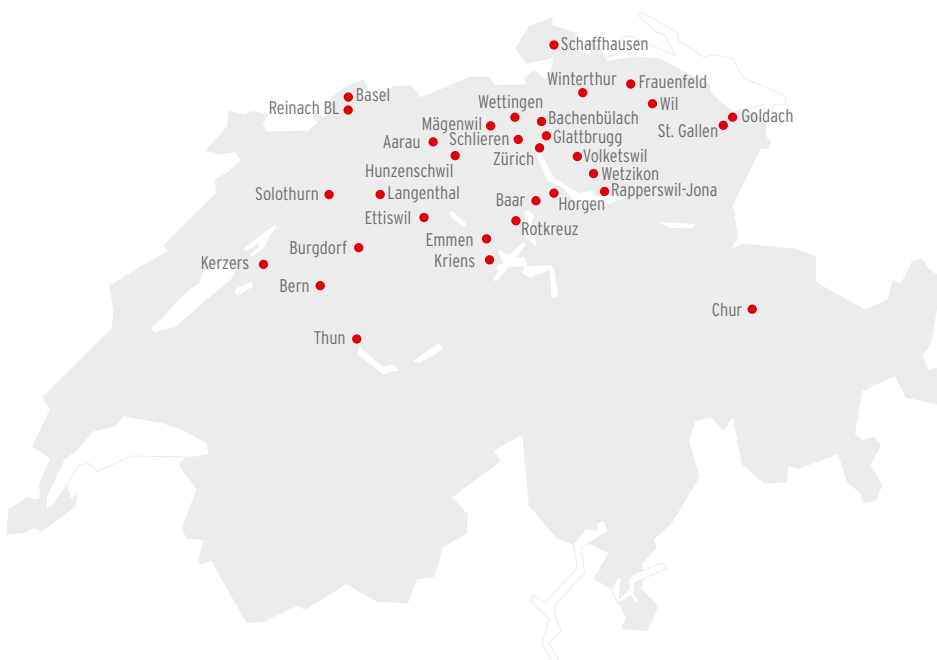 Schaffhausen
Winterthur
Frauenfeld
Basel
Wil
Reinach BL
Wettingen
Goldach
Bachenbülach
Mägenwil
St. Gallen
Glattbrugg
Schlieren
Aarau
Zürich
Volketswil
Hunzenschwil
Wetzikon
Rapperswil-Jona
Solothurn
Langenthal
Baar
Horgen
Ettiswil
Rotkreuz
Emmen
Burgdorf
Kriens
Kerzers
Bern
Chur
Thun